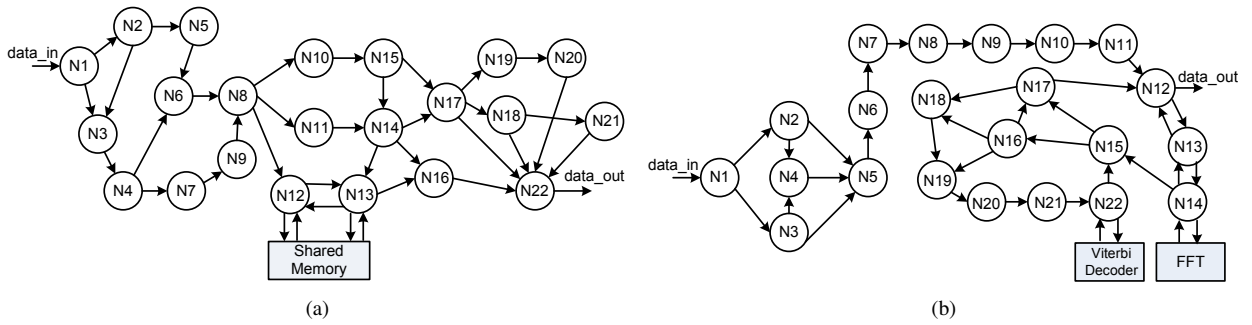 data_in
N1
N2
N5
N3
N6
N4
N7
N9
N8
N10
N15
N11
N14
N12
N13
N16
N17
N19
N20
N18
N21
N22
data_out
Shared
Memory
(a)
data_in
N1
N2
N4
N3
N5
N6
N7
N8
N9
N10
N11
N12
data_out
N13
N14
N15
N16
N17
N18
N19
N20
N21
N22
Viterbi
Decoder
FFT
(b)